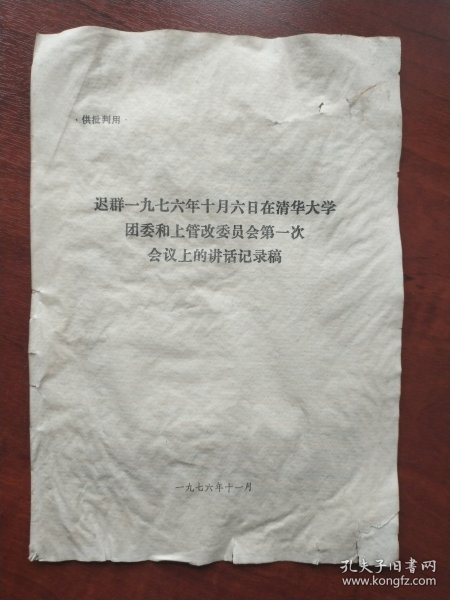 ·供批判用·
迟群一九七六年十月六日在清华大学
团委和上管改委员会第一次
会议上的讲话记录稿
一九七六年十一月
孔夫子旧书网
www.kongfz.com